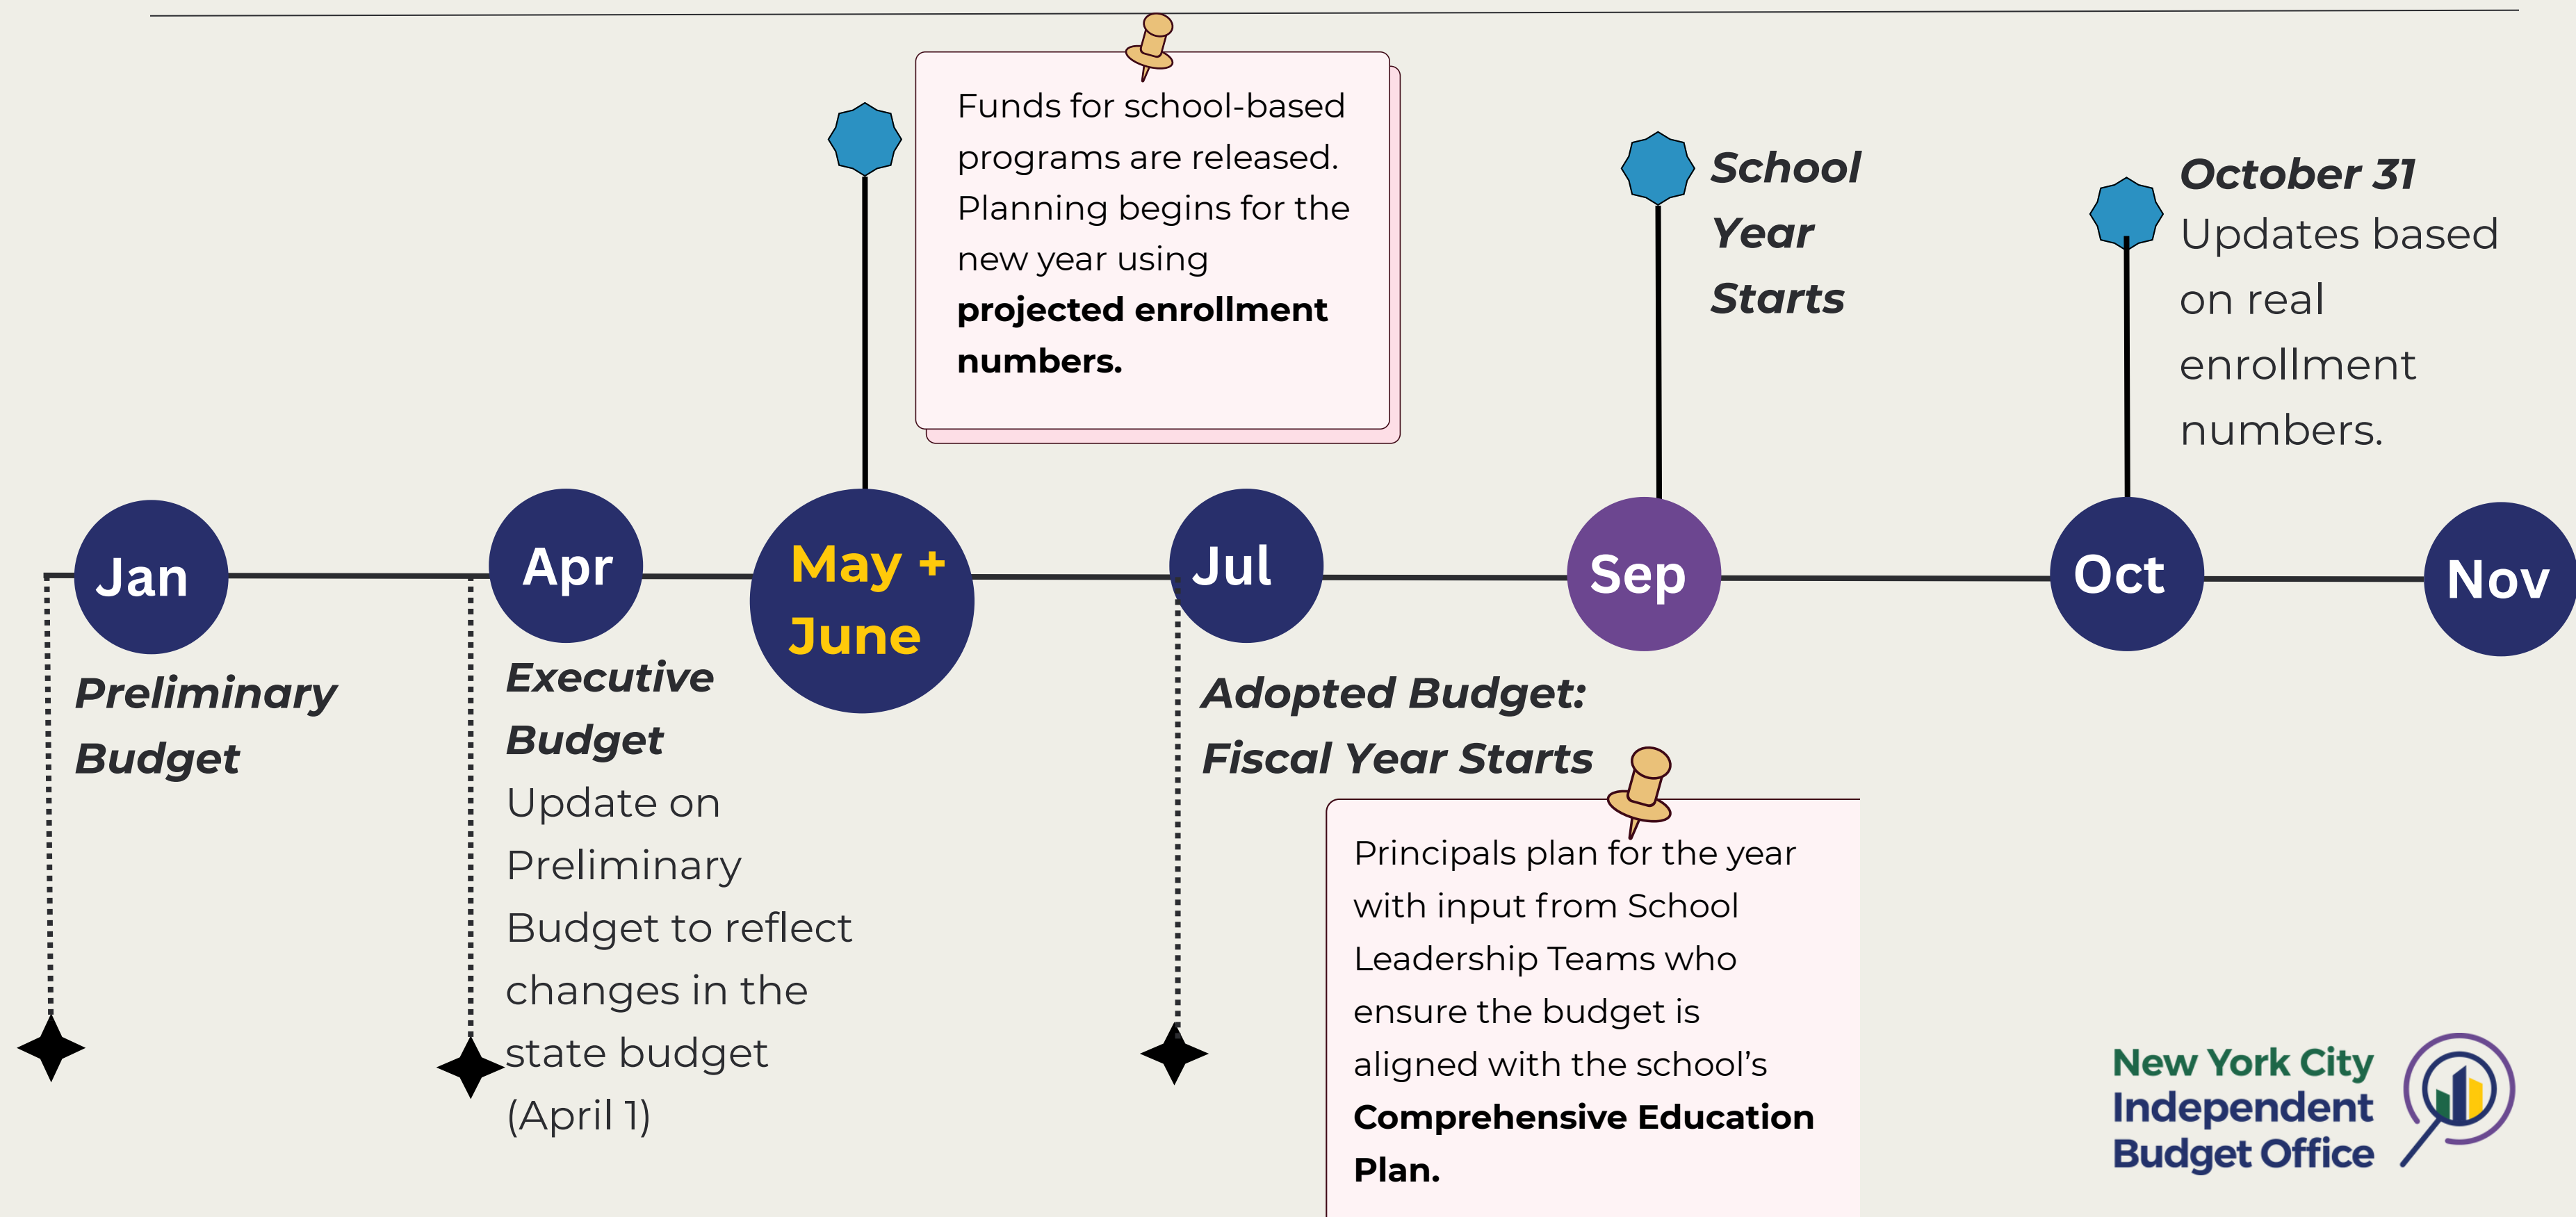 Funds for school-based
programs are released.
Planning begins for the
new year using
projected enrollment
numbers.
School
Year
Starts
October 31
Updates based
on real
enrollment
numbers.
Jan
Apr
May +
June
Jul
Sep
Oct
Nov
Preliminary
Budget
Executive
Budget
Update on
Preliminary
Budget to reflect
changes in the
state budget
(April 1)
Adopted Budget:
Fiscal Year Starts
Principals plan for the year
with input from School
Leadership Teams who
ensure the budget is
aligned with the school’s
Comprehensive Education
Plan.
New York City
Independent
Budget Office